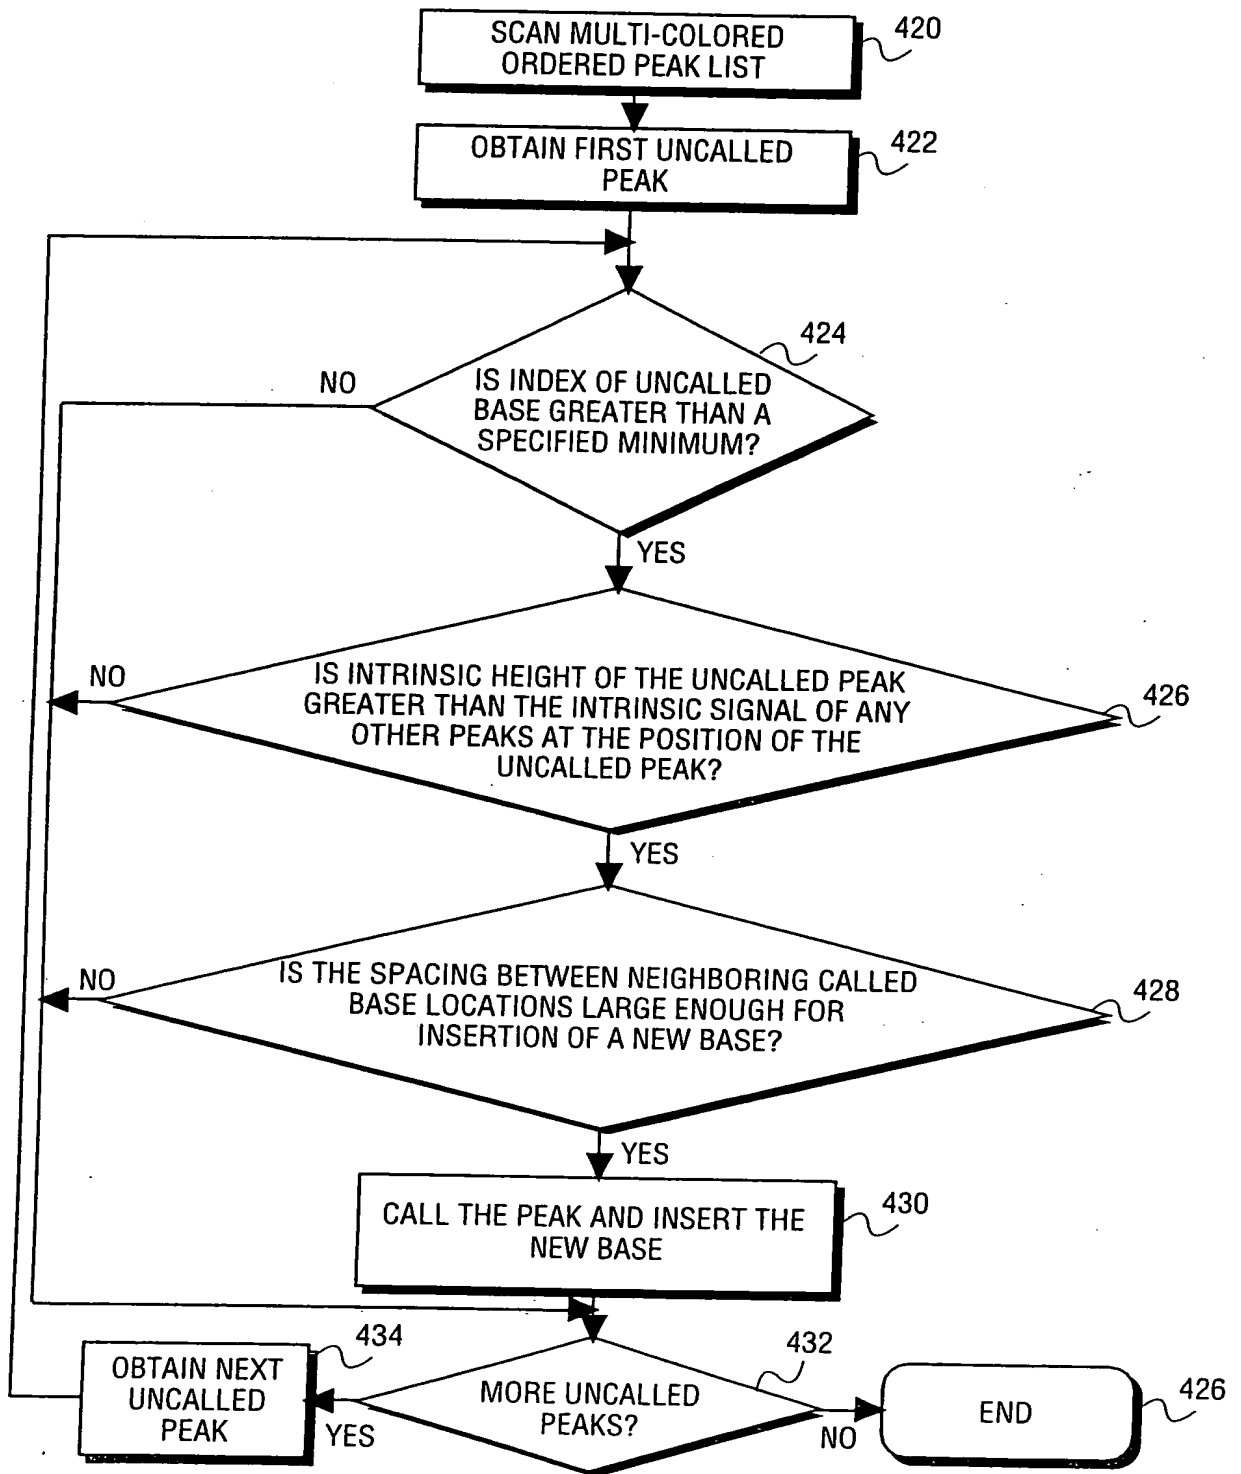 SCAN MULTI-COLORED
ORDERED PEAK LIST
420
OBTAIN FIRST UNCALLED
PEAK
422
424
NO
IS INDEX OF UNCALLED
BASE GREATER THAN A
SPECIFIED MINIMUM?
YES
NO
IS INTRINSIC HEIGHT OF THE UNCALLED PEAK
GREATER THAN THE INTRINSIC SIGNAL OF ANY
OTHER PEAKS AT THE POSITION OF THE
UNCALLED PEAK?
426
YES
NO
IS THE SPACING BETWEEN NEIGHBORING CALLED
BASE LOCATIONS LARGE ENOUGH FOR
INSERTION OF A NEW BASE?
428
YES
CALL THE PEAK AND INSERT THE
NEW BASE
430
434
OBTAIN NEXT
UNCALLED
PEAK
YES
MORE UNCALLED
PEAKS?
432
NO
END
426